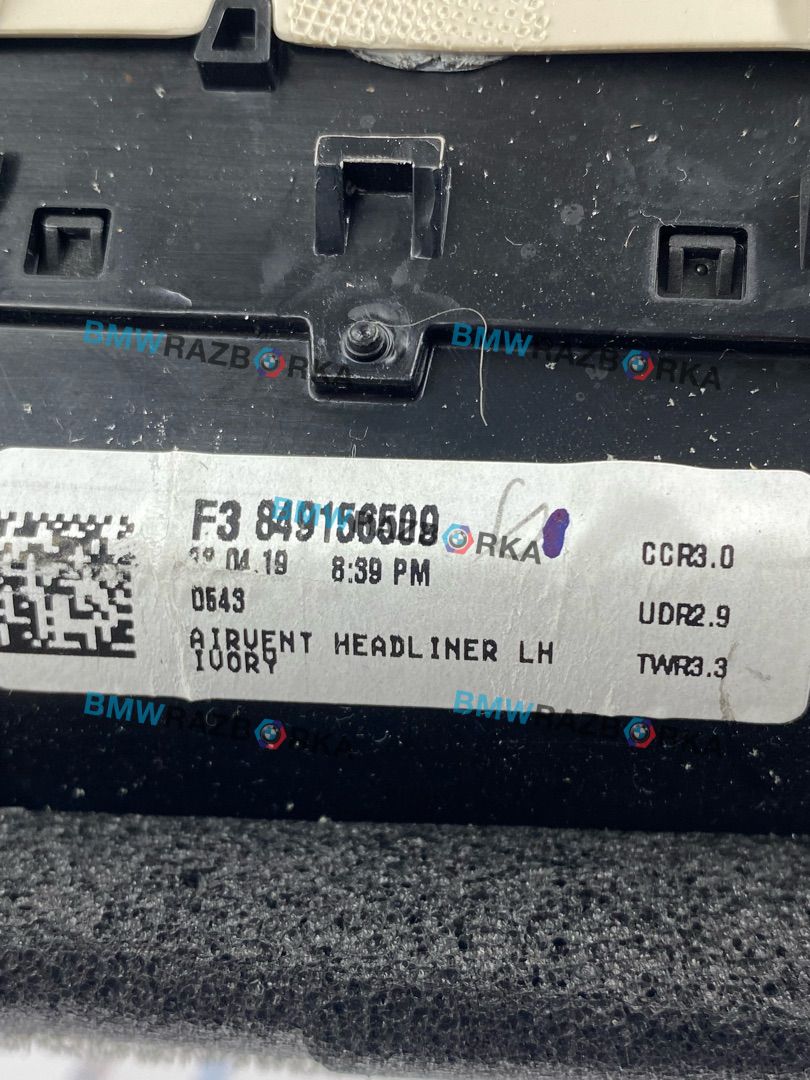 BMWRAZBORKA BMWRAZBORKA
F3 849156509
04.19 8:39 PM
0543
AIRVENT HEADLINER LH
IVORY
CCR3.0
UDR2.9
TWR3.3
BMWRAZBORKA
BMWRAZBORKA BMWRAZBORKA